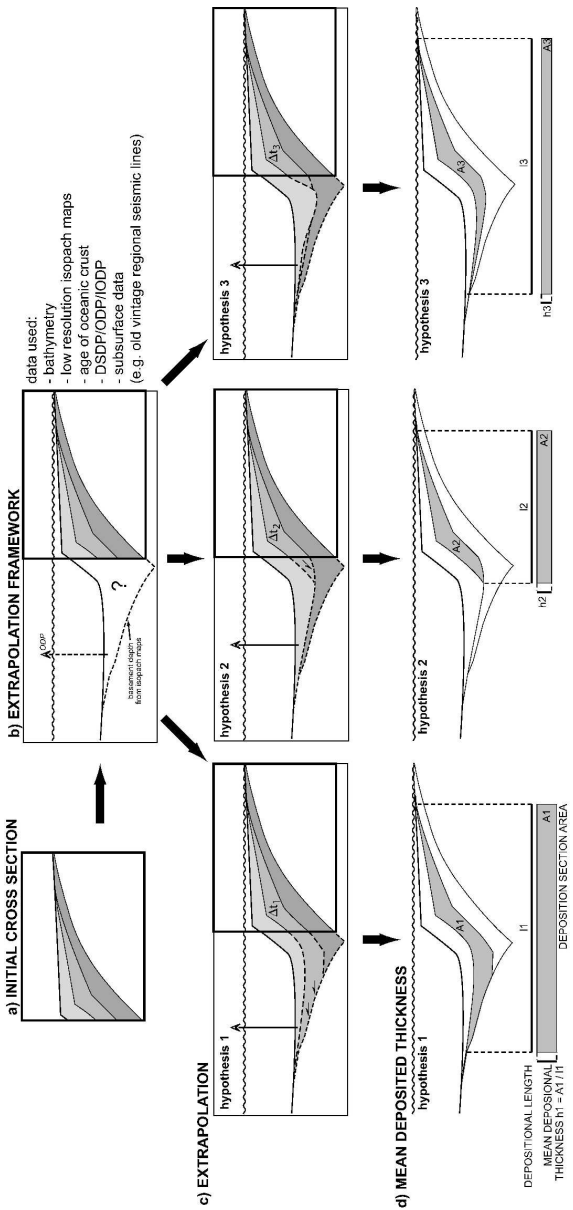 a) INITIAL CROSS SECTION
b) EXTRAPOLATION FRAMEWORK
ODP
?
basement depth
from isopach maps
data used:
- bathymetry
- low resolution isopach maps
- age of oceanic crust
- DSDP/ODP/IODP
- subsurface data
(e.g. old vintage regional seismic lines)
c) EXTRAPOLATION
hypothesis 1
Δt1
hypothesis 2
Δt2
hypothesis 3
Δt3
d) MEAN DEPOSITED THICKNESS
hypothesis 1
A1
hypothesis 2
A2
hypothesis 3
A3
DEPOSITIONAL LENGTH
l1
l2
l3
MEAN DEPOSIONAL
THICKNESS h1 = A1 / l1
A1
DEPOSITION SECTION AREA
h2
A2
h3
A3